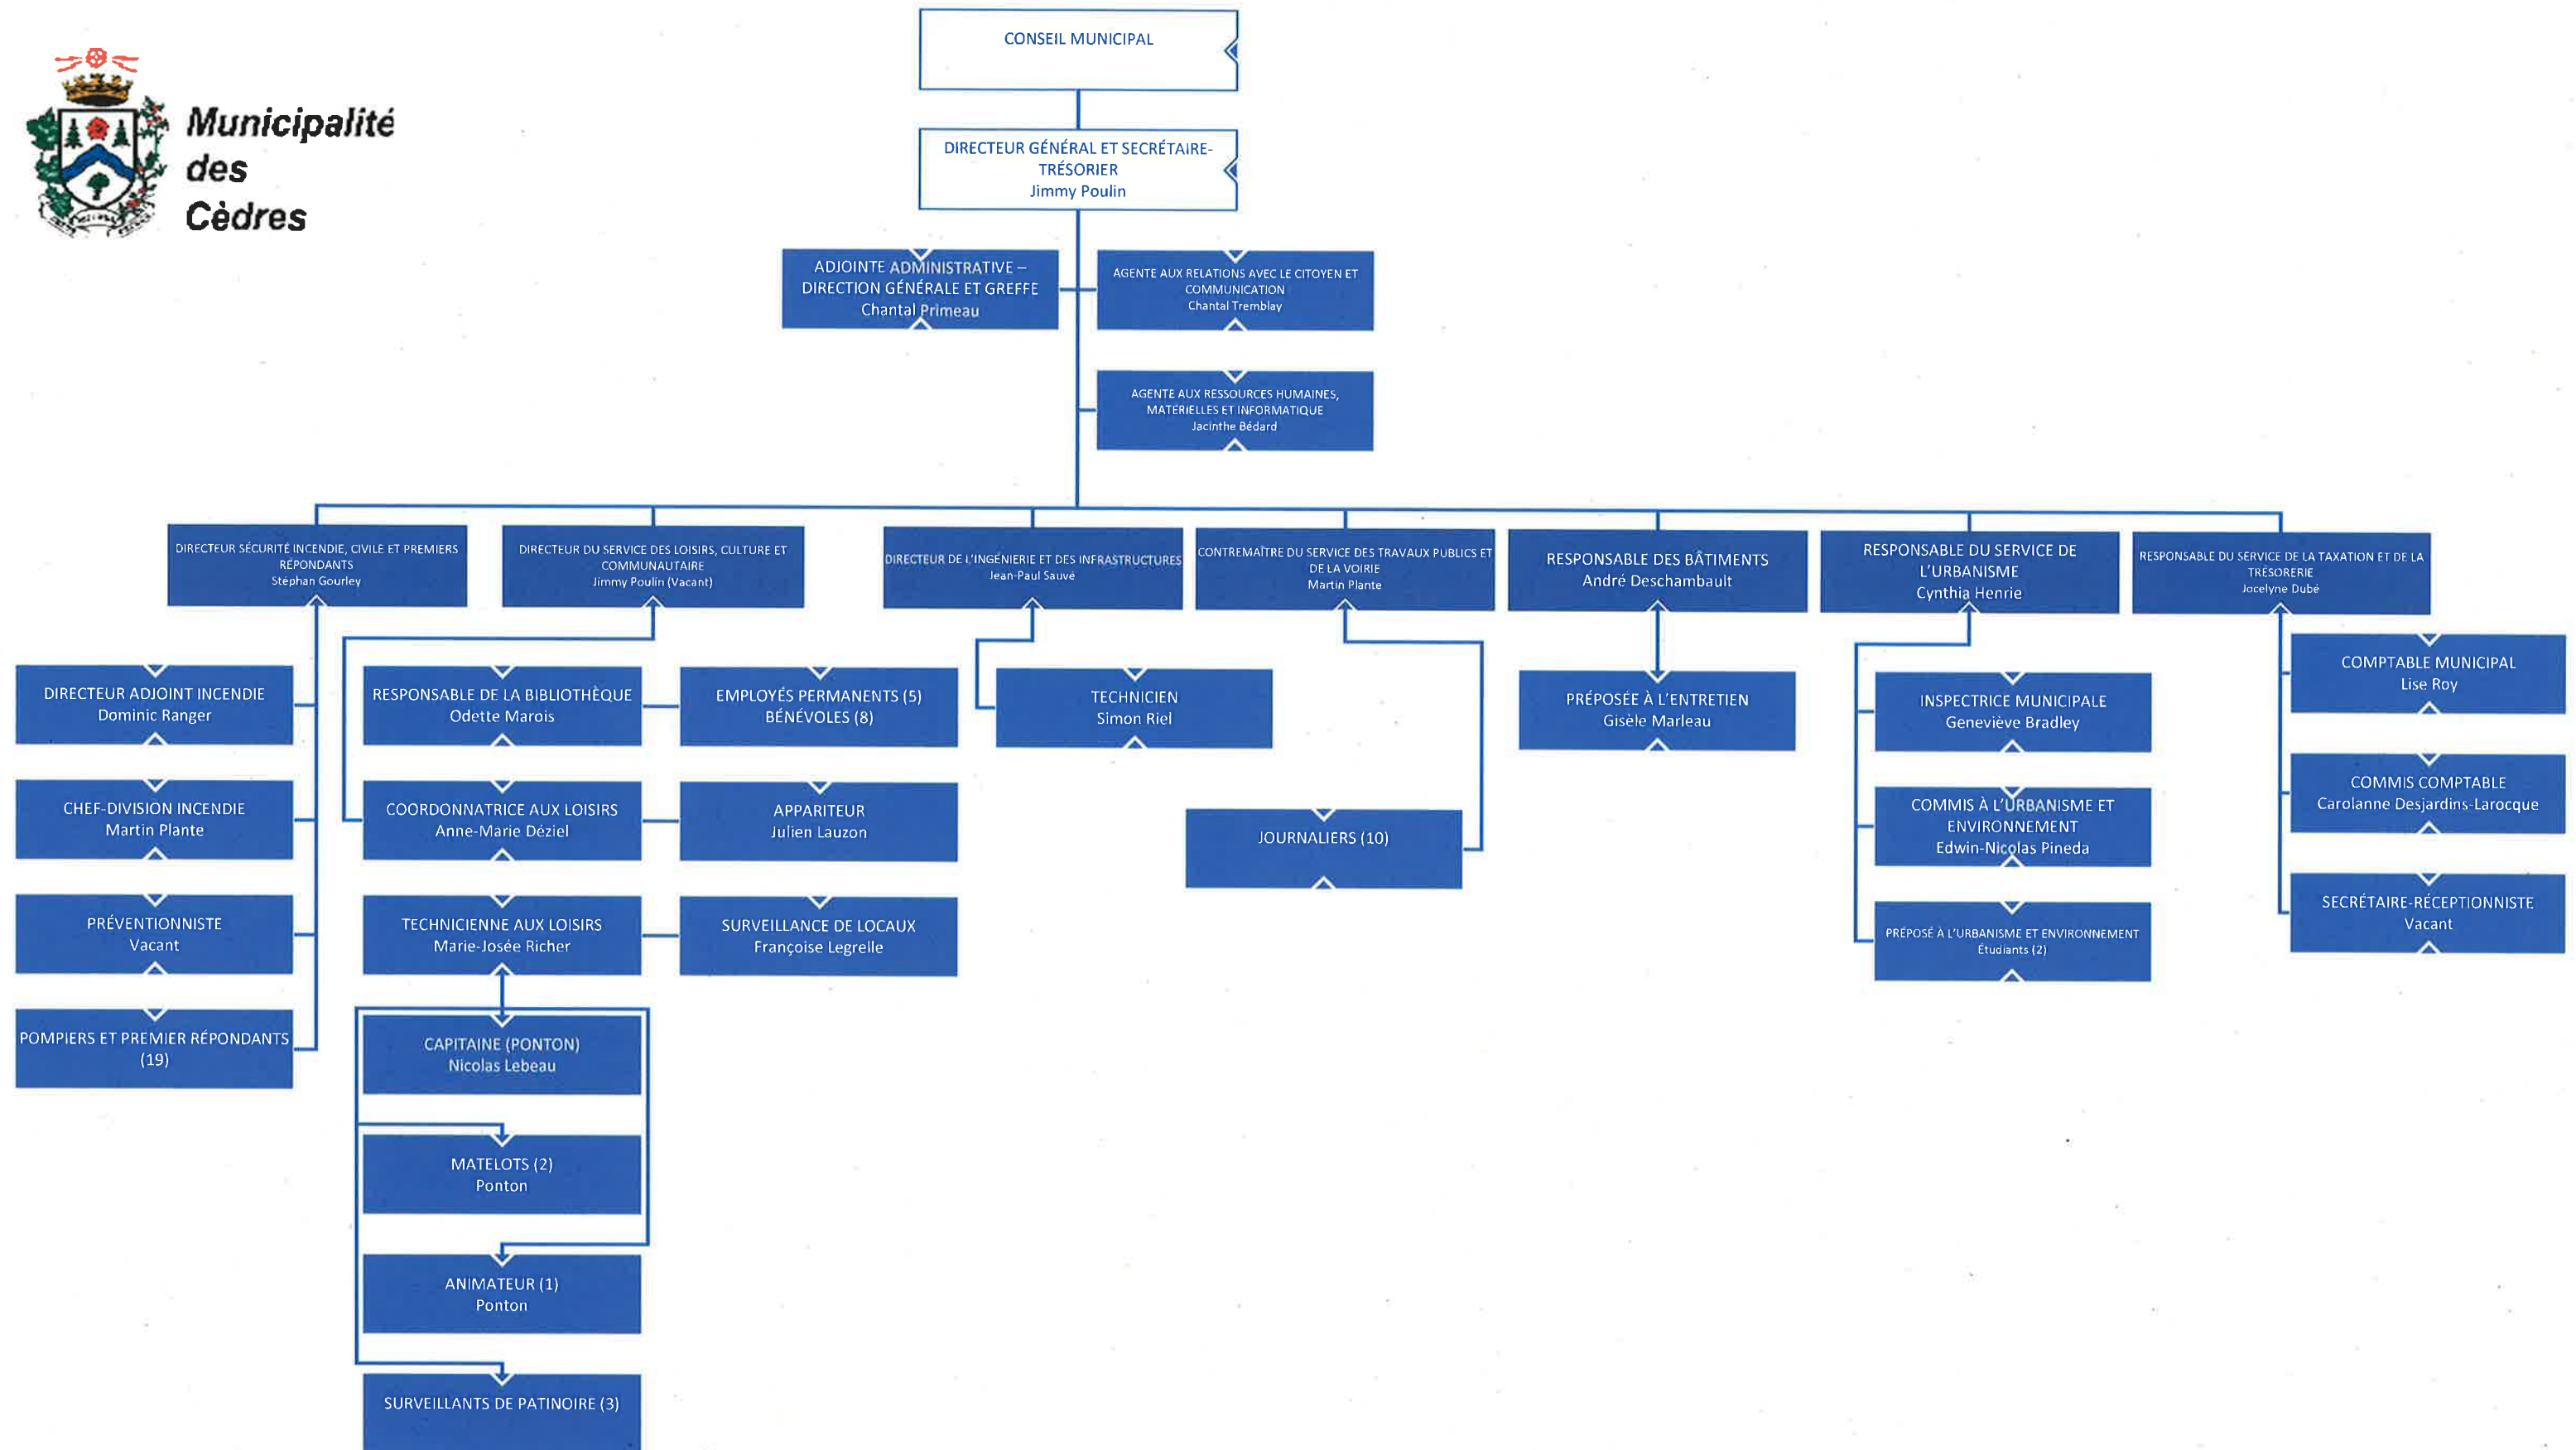 Municipalité
des
Cèdres
CONSEIL MUNICIPAL
DIRECTEUR GÉNÉRAL ET SECRÉTAIRE-
TRÉSORIER
Jimmy Poulin
ADJOINTE ADMINISTRATIVE –
DIRECTION GÉNÉRALE ET GREFFE
Chantal Primeau
AGENTE AUX RELATIONS AVEC LE CITOYEN ET
COMMUNICATION
Chantal Tremblay
AGENTE AUX RESSOURCES HUMAINES,
MATÉRIELLES ET INFORMATIQUE
Jacinthe Bédard
DIRECTEUR SÉCURITÉ INCENDIE, CIVILE ET PREMIERS
RÉPONDANTS
Stéphan Gourley
DIRECTEUR DU SERVICE DES LOISIRS, CULTURE ET
COMMUNAUTAIRE
Jimmy Poulin (Vacant)
DIRECTEUR DE L'INGÉNIERIE ET DES INFRASTRUCTURES
Jean-Paul Sauvé
CONTREMAÎTRE DU SERVICE DES TRAVAUX PUBLICS ET
DE LA VOIRIE
Martin Plante
RESPONSABLE DES BÂTIMENTS
André Deschambault
RESPONSABLE DU SERVICE DE
L'URBANISME
Cynthia Henrie
RESPONSABLE DU SERVICE DE LA TAXATION ET DE LA
TRÉSORERIE
Jocelyne Dubé
DIRECTEUR ADJOINT INCENDIE
Dominic Ranger
CHEF-DIVISION INCENDIE
Martin Plante
PRÉVENTIONNISTE
Vacant
POMPIERS ET PREMIER RÉPONDANTS
(19)
RESPONSABLE DE LA BIBLIOTHÈQUE
Odette Marois
EMPLOYÉS PERMANENTS (5)
BÉNÉVOLES (8)
COORDONNATRICE AUX LOISIRS
Anne-Marie Déziel
APPARITEUR
Julien Lauzon
TECHNICIENNE AUX LOISIRS
Marie-Josée Richer
SURVEILLANCE DE LOCAUX
Françoise Legrelle
CAPITAINE (PONTON)
Nicolas Lebeau
MATELOTS (2)
Ponton
ANIMATEUR (1)
Ponton
SURVEILLANTS DE PATINOIRE (3)
TECHNICIEN
Simon Riel
JOURNALIERS (10)
PRÉPOSÉE À L'ENTRETIEN
Gisèle Marleau
INSPECTRICE MUNICIPALE
Geneviève Bradley
COMMIS À L'URBANISME ET
ENVIRONNEMENT
Edwin-Nicolas Pineda
PRÉPOSÉ À L'URBANISME ET ENVIRONNEMENT
Étudiants (2)
COMPTABLE MUNICIPAL
Lise Roy
COMMIS COMPTABLE
Carolanne Desjardins-Larocque
SECRÉTAIRE-RÉCEPTIONNISTE
Vacant